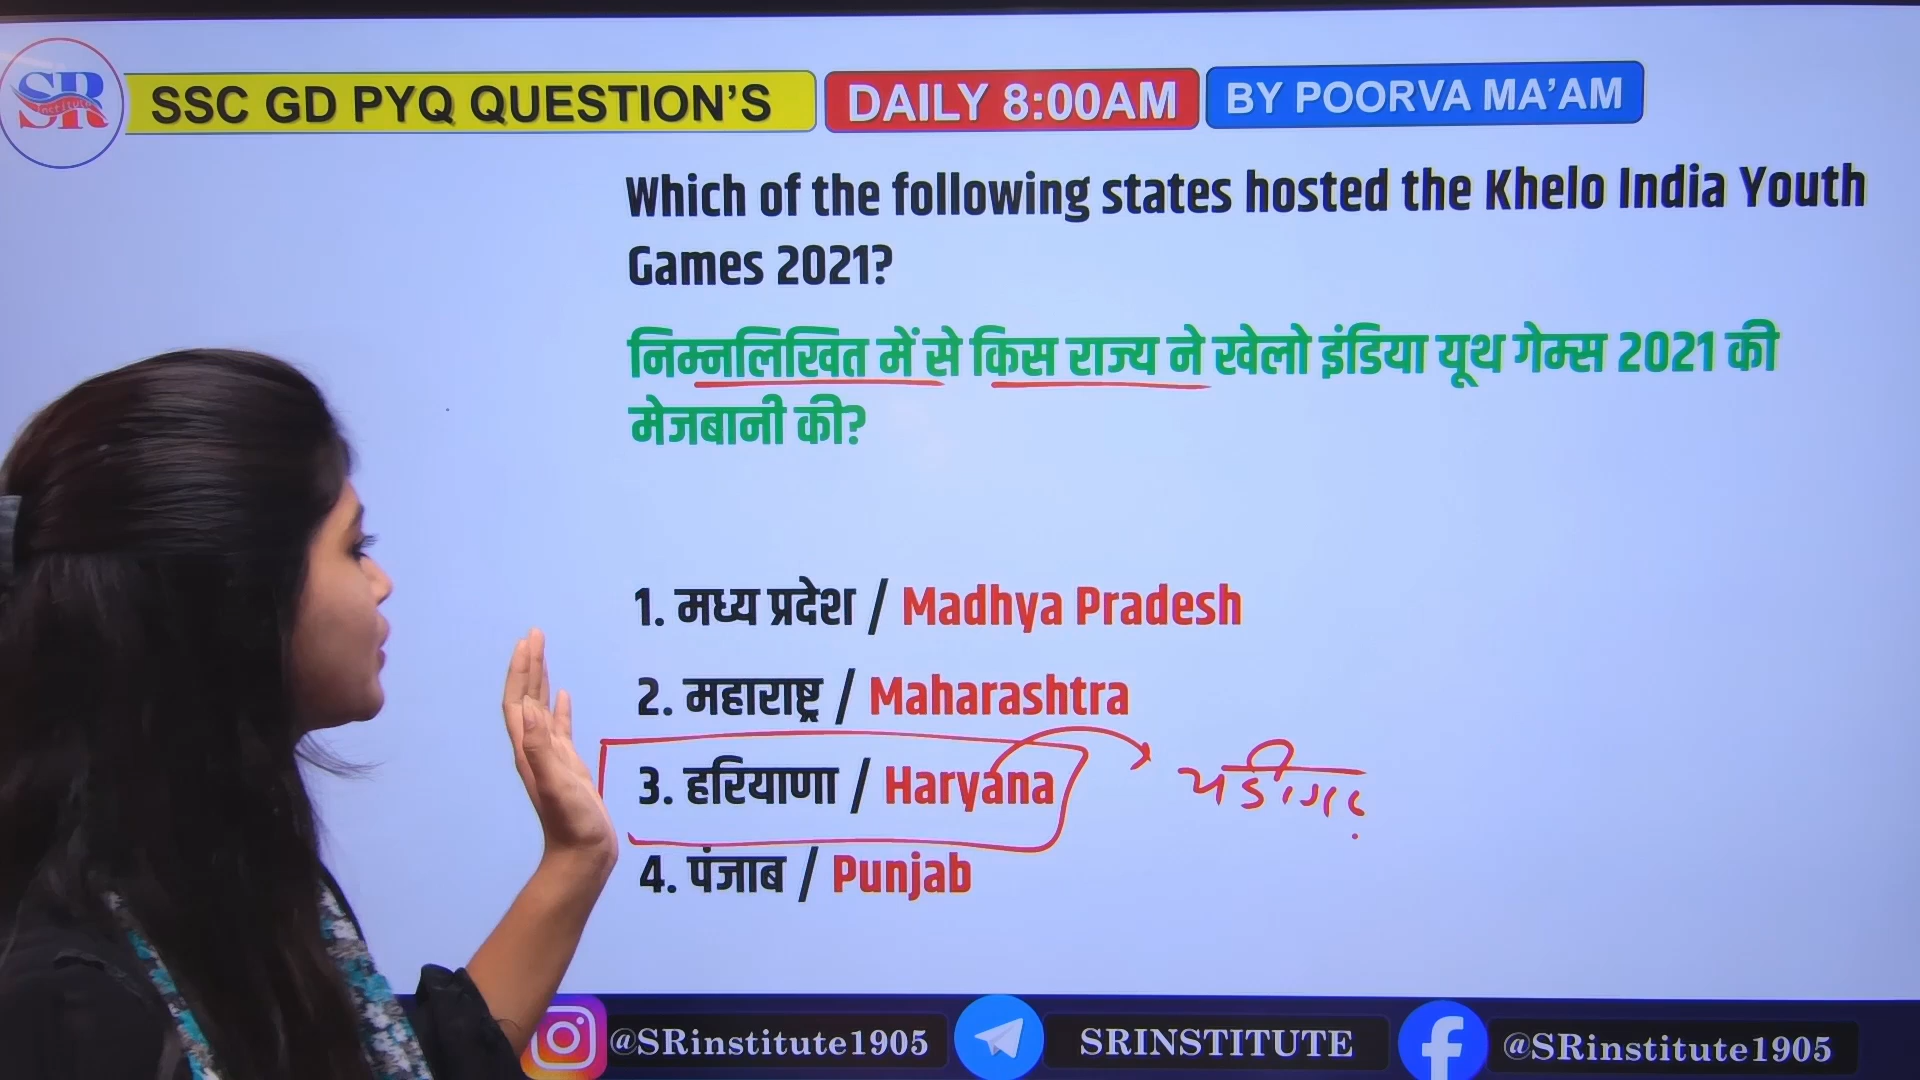 SR
Institute
SSC GD PYQ QUESTION'S
DAILY 8:00AM
BY POORVA MA'AM
Which of the following states hosted the Khelo India Youth
Games 2021?
निम्नलिखित में से किस राज्य ने खेलो इंडिया यूथ गेम्स 2021 की
मेजबानी की?
1. मध्य प्रदेश / Madhya Pradesh
2. महाराष्ट्र / Maharashtra
3. हरियाणा / Haryana
4. पंजाब / Punjab
@SRinstitute1905
SRINSTITUTE
@SRinstitute1905